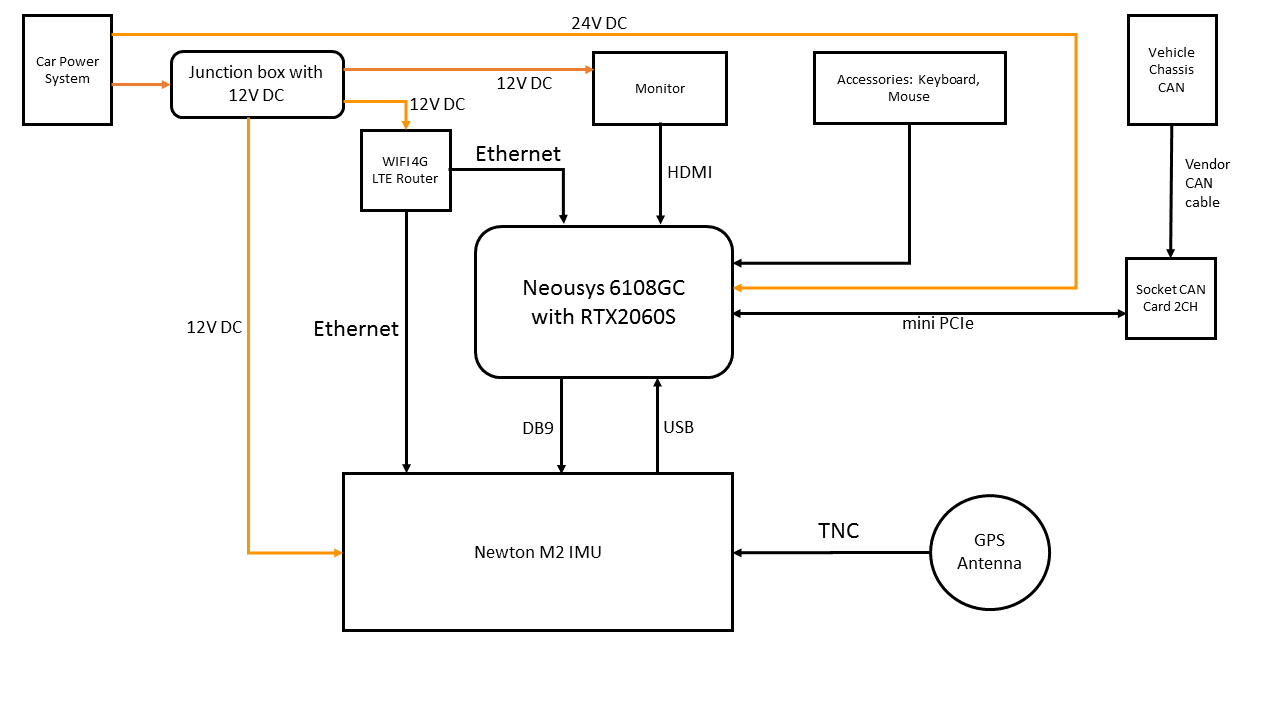 24V DC
Car Power
System
Junction box with
12V DC
12V DC
Monitor
Accessories: Keyboard,
Mouse
Vehicle
Chassis
CAN
12V DC
WIFI 4G
LTE Router
Ethernet
HDMI
Vendor
CAN
cable
Neousys 6108GC
with RTX2060S
Socket CAN
Card 2CH
mini PCIe
12V DC
Ethernet
DB9
USB
Newton M2 IMU
TNC
GPS
Antenna